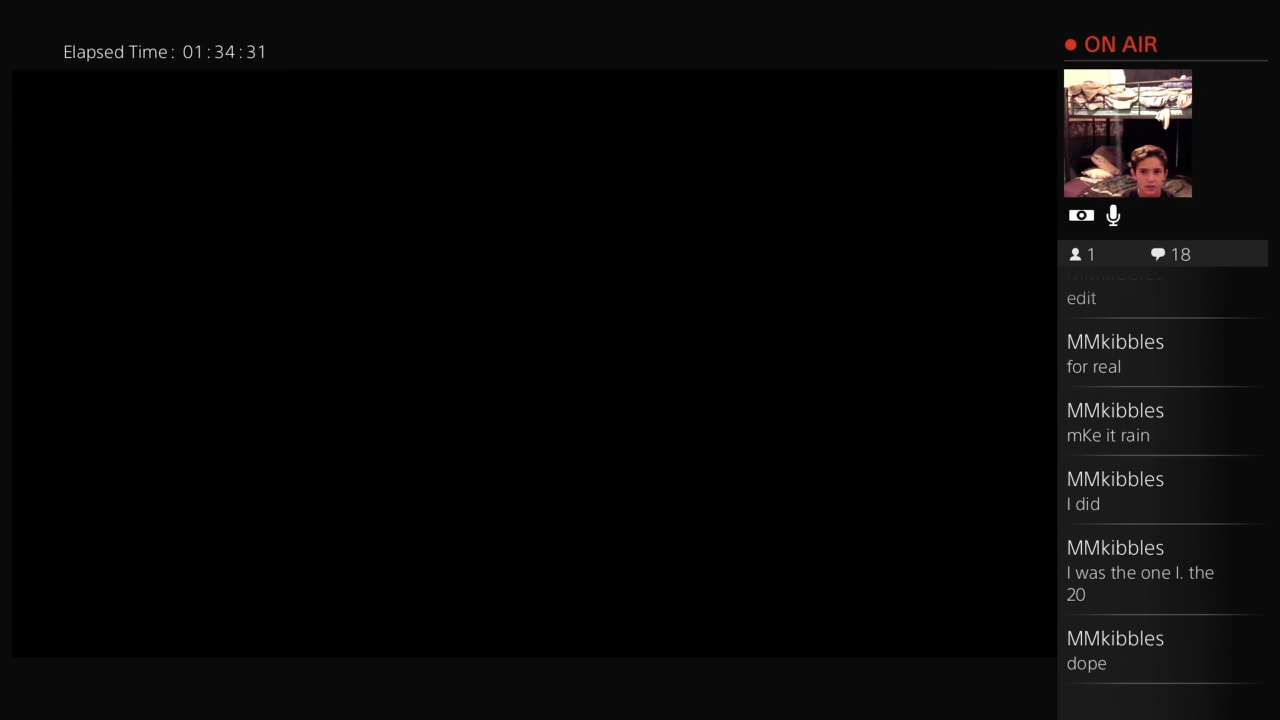 Elapsed Time: 01:34:31
ON AIR
1 18
MMkibbles
edit
MMkibbles
for real
MMkibbles
mKe it rain
MMkibbles
I did
MMkibbles
I was the one I. the
20
MMkibbles
dope